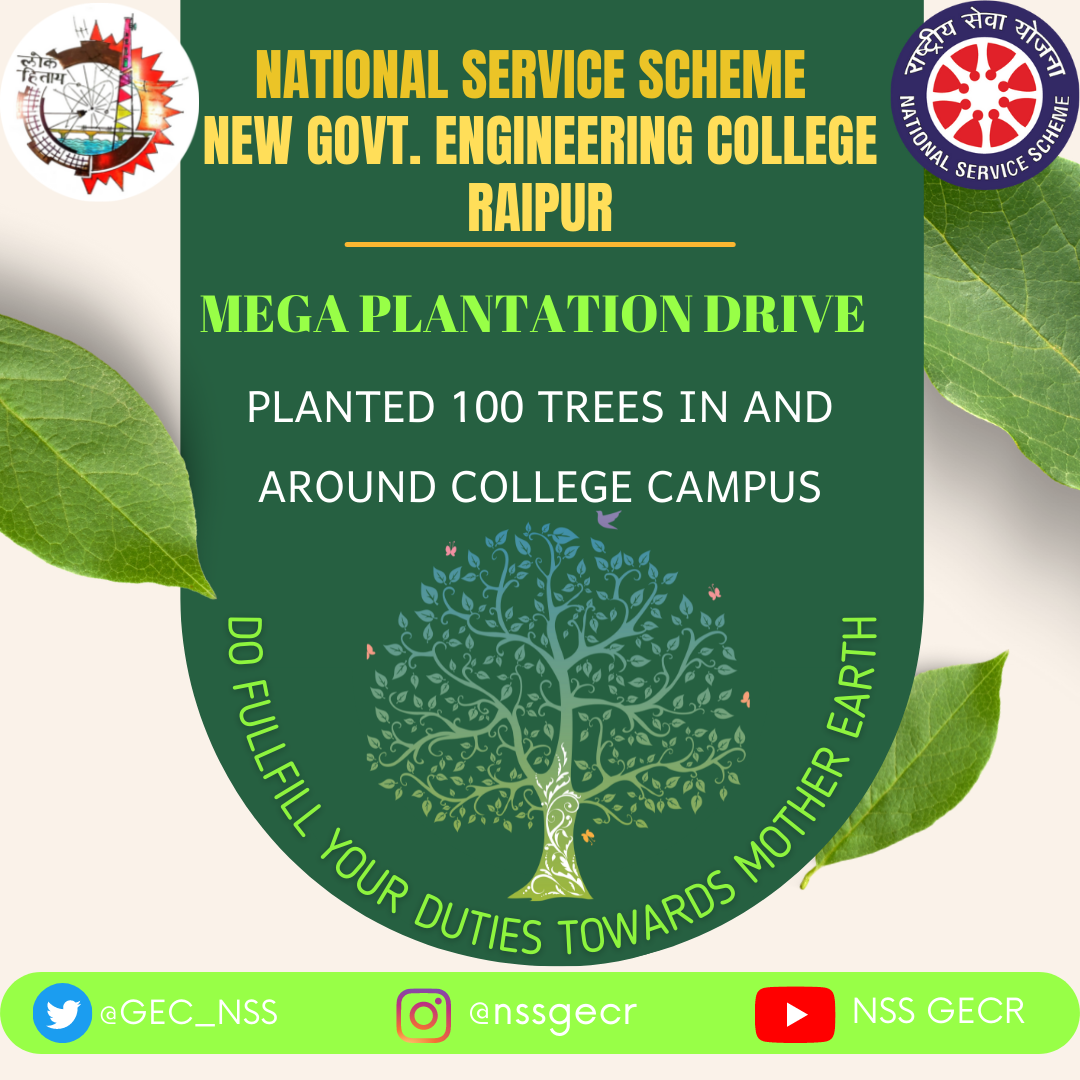 लोक
हिताय
राष्ट्रीय सेवा योजना
NATIONAL SERVICE SCHEME
NATIONAL SERVICE SCHEME
NEW GOVT. ENGINEERING COLLEGE
RAIPUR
MEGA PLANTATION DRIVE
PLANTED 100 TREES IN AND
AROUND COLLEGE CAMPUS
DO FULLFILL YOUR DUTIES TOWARDS MOTHER EARTH
@GEC_NSS
@nssgecr
NSS GECR